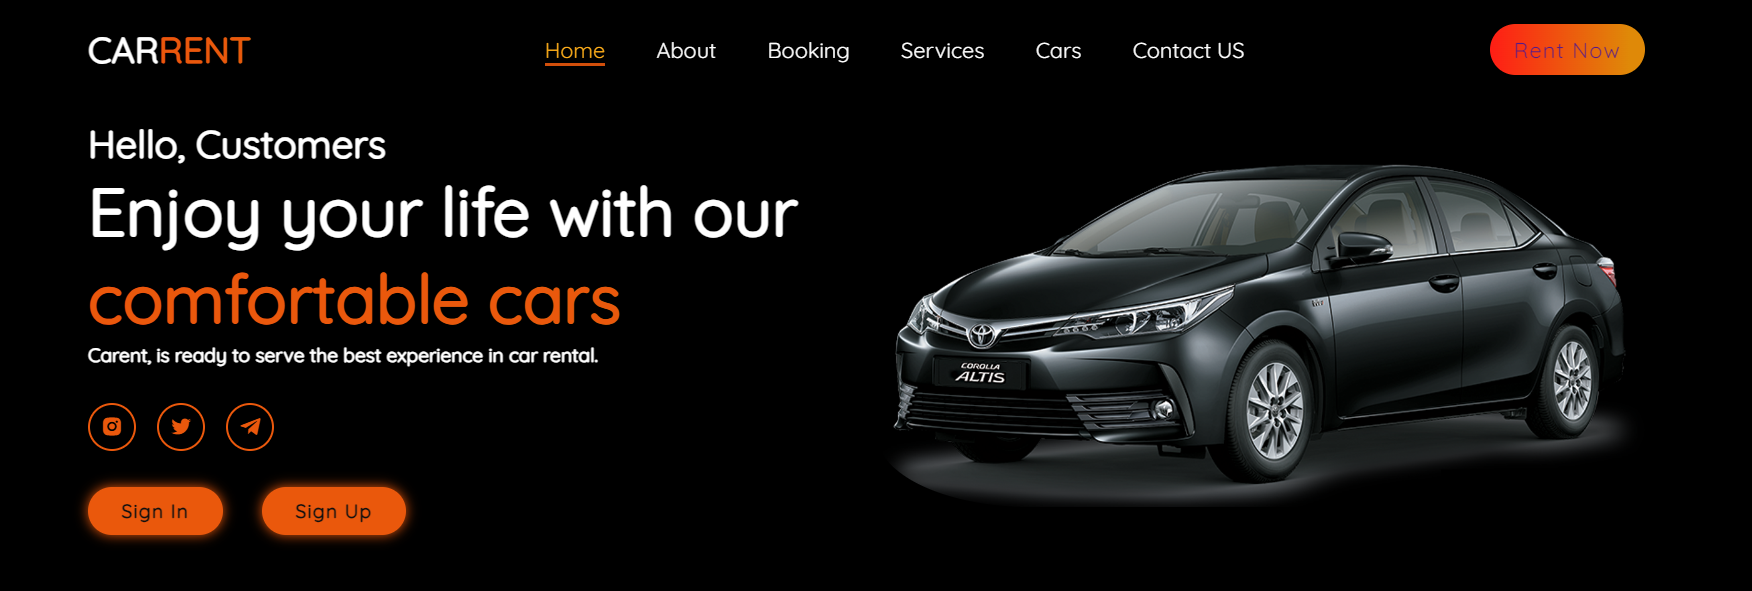 CARRENT Home About Booking Services Cars Contact US Rent Now
Hello, Customers
Enjoy your life with our
comfortable cars
Carent, is ready to serve the best experience in car rental.
COROLLA
ALTIS
Sign In Sign Up